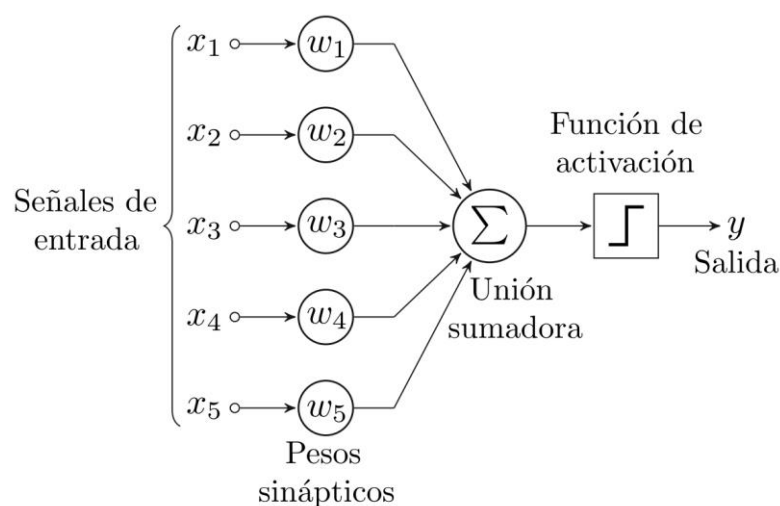 x1
w1
x2
w2
Función de
activación
Señales de
entrada
x3
w3
Σ
y
Salida
Unión
sumadora
x4
w4
x5
w5
Pesos
sinápticos